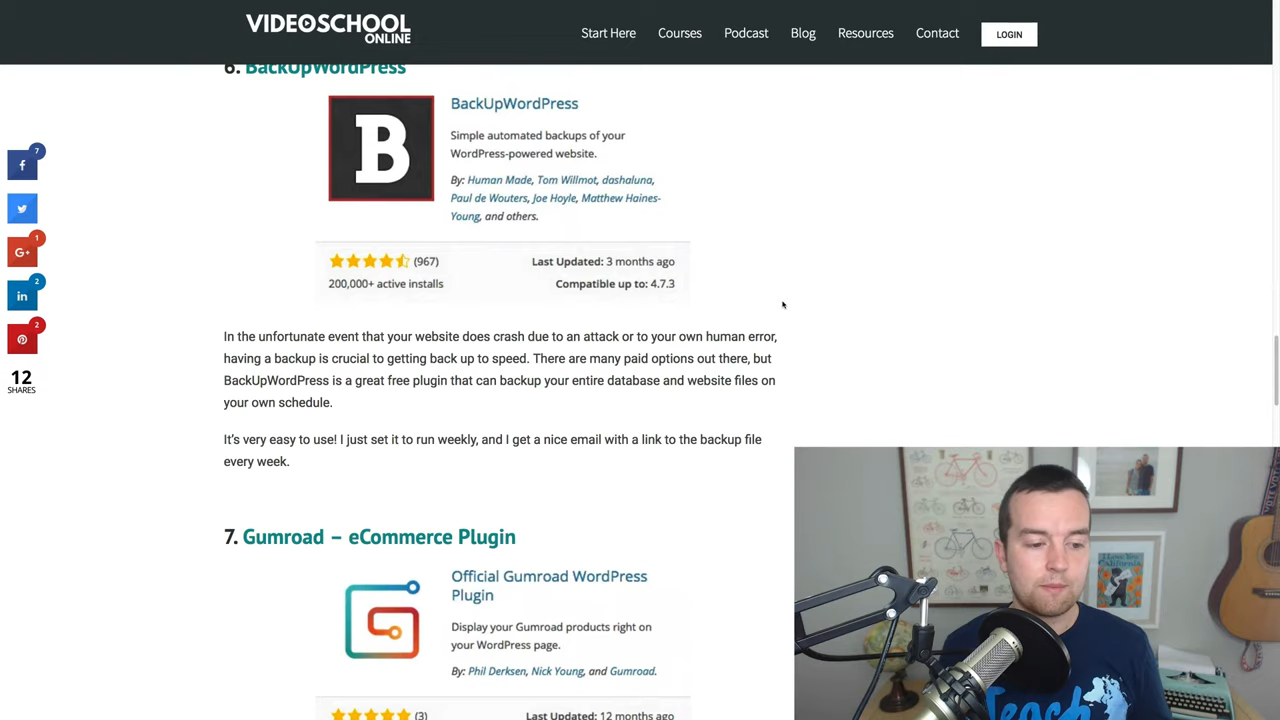 VIDEOSCHOOL
ONLINE
Start Here
Courses
Podcast
Blog
Resources
Contact
LOGIN
6. BackUpWordPress
B
BackUpWordPress
Simple automated backups of your
WordPress-powered website.
By: Human Made, Tom Willmot, dashaluna,
Paul de Wouters, Joe Hoyle, Matthew Haines-
Young, and others.
(967)
Last Updated: 3 months ago
200,000+ active installs
Compatible up to: 4.7.3
7
1
G+
2
in
2
12
SHARES
In the unfortunate event that your website does crash due to an attack or to your own human error,
having a backup is crucial to getting back up to speed. There are many paid options out there, but
BackUpWordPress is a great free plugin that can backup your entire database and website files on
your own schedule.
It's very easy to use! I just set it to run weekly, and I get a nice email with a link to the backup file
every week.
7. Gumroad – eCommerce Plugin
Official Gumroad WordPress
Plugin
Display your Gumroad products right on
your WordPress page.
By: Phil Derksen, Nick Young, and Gumroad.
(3)
Last Updated: 12 months ago
I LOVE YOU
CALIFORNIA
Teach